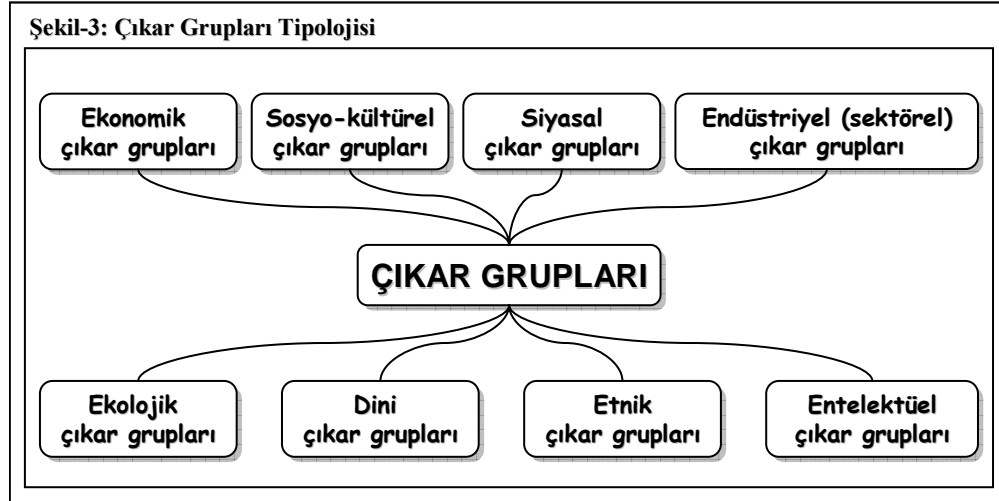 Şekil-3: Çıkar Grupları Tipolojisi
Ekonomik
çıkar grupları
Sosyo-kültürel
çıkar grupları
Siyasal
çıkar grupları
Endüstriyel (sektörel)
çıkar grupları
ÇIKAR GRUPLARI
Ekolojik
çıkar grupları
Dini
çıkar grupları
Etnik
çıkar grupları
Entelektüel
çıkar grupları